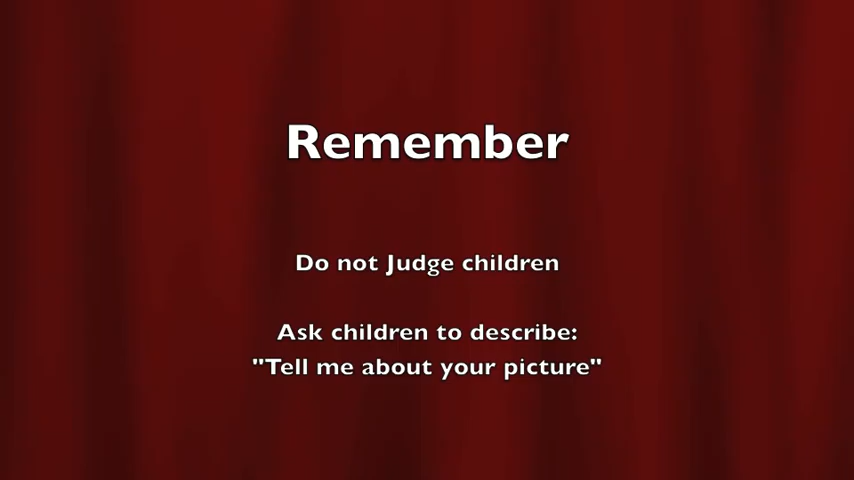 Remember
Do not Judge children
Ask children to describe:
"Tell me about your picture"